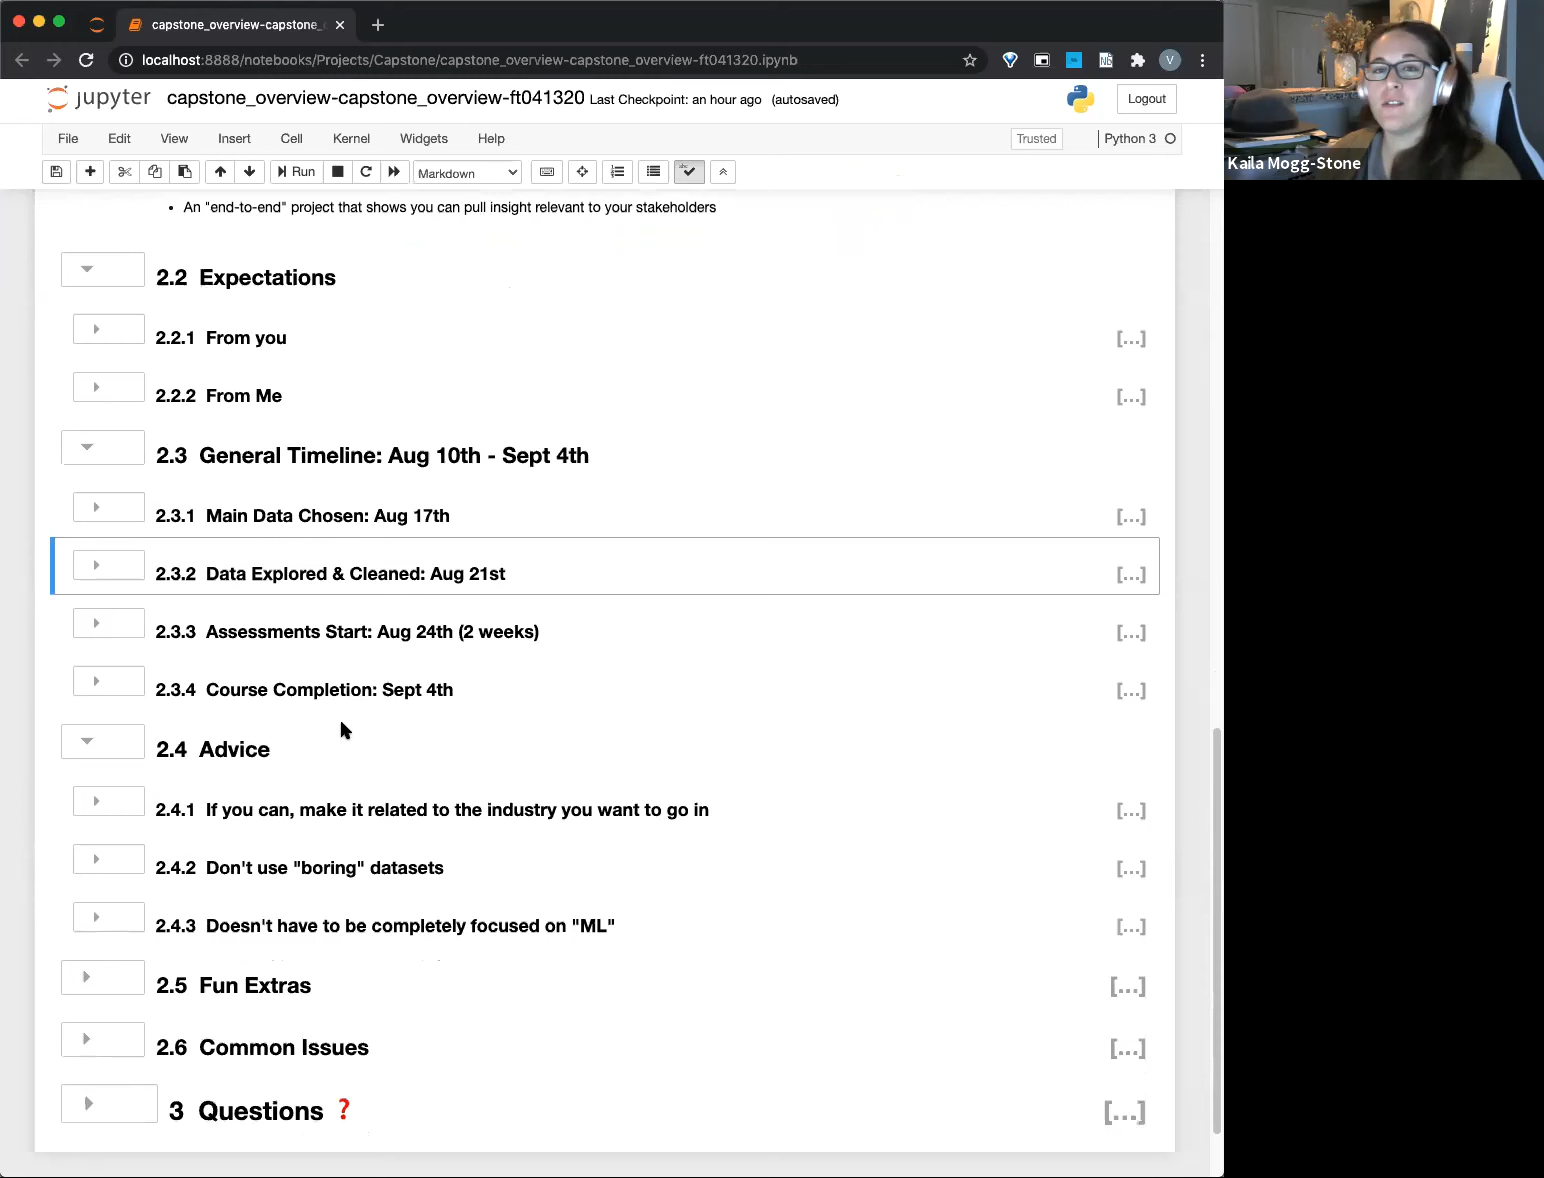 capstone_overview-capstone_
localhost:8888/notebooks/Projects/Capstone/capstone_overview-capstone_overview-ft041320.ipynb
V
jupyter capstone_overview-capstone_overview-ft041320 Last Checkpoint: an hour ago (autosaved)
Logout
File Edit View Insert Cell Kernel Widgets Help
Trusted
Python 3
Run
Markdown
Kaila Mogg-Stone
• An "end-to-end" project that shows you can pull insight relevant to your stakeholders
2.2 Expectations
2.2.1 From you [...]
2.2.2 From Me [...]
2.3 General Timeline: Aug 10th - Sept 4th
2.3.1 Main Data Chosen: Aug 17th [...]
2.3.2 Data Explored & Cleaned: Aug 21st [...]
2.3.3 Assessments Start: Aug 24th (2 weeks) [...]
2.3.4 Course Completion: Sept 4th [...]
2.4 Advice
2.4.1 If you can, make it related to the industry you want to go in [...]
2.4.2 Don't use "boring" datasets [...]
2.4.3 Doesn't have to be completely focused on "ML" [...]
2.5 Fun Extras [...]
2.6 Common Issues [...]
3 Questions ❓ [...]